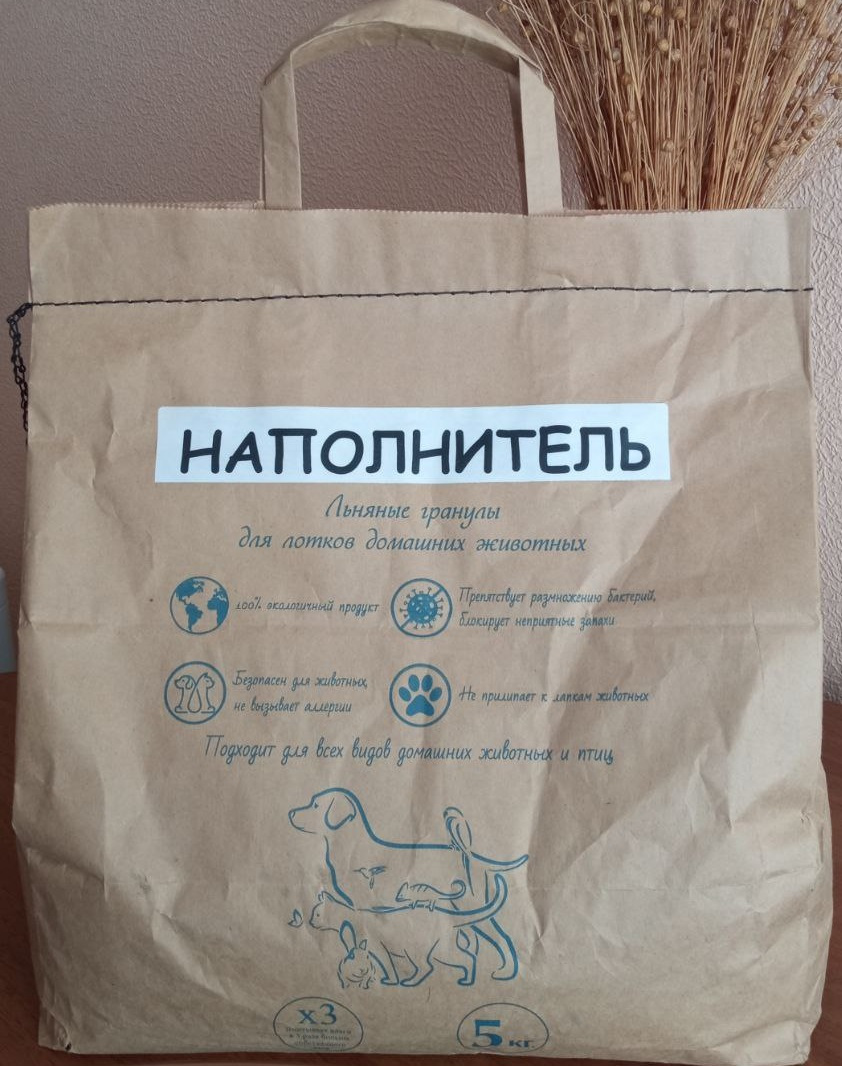 НАПОЛНИТЕЛЬ
Льняные гранулы
для лотков домашних животных
100% экологичный продукт
Препятствует размножению бактерий,
блокирует неприятные запахи
Безопасен для животных,
не вызывает аллергии
Не прилипает к лапкам животных
Подходит для всех видов домашних животных и птиц
х3
5 кг.